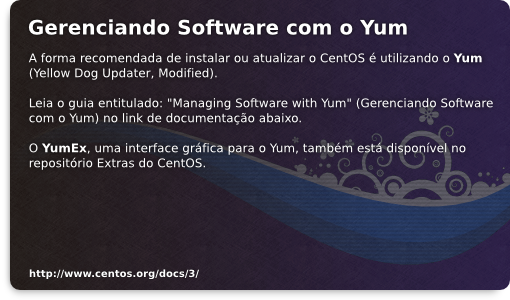 Gerenciando Software com o Yum
A forma recomendada de instalar ou atualizar o CentOS é utilizando o Yum
(Yellow Dog Updater, Modified).
Leia o guia entitulado: "Managing Software with Yum" (Gerenciando Software
com o Yum) no link de documentação abaixo.
O YumEx, uma interface gráfica para o Yum, também está disponível no
repositório Extras do CentOS.
http://www.centos.org/docs/3/